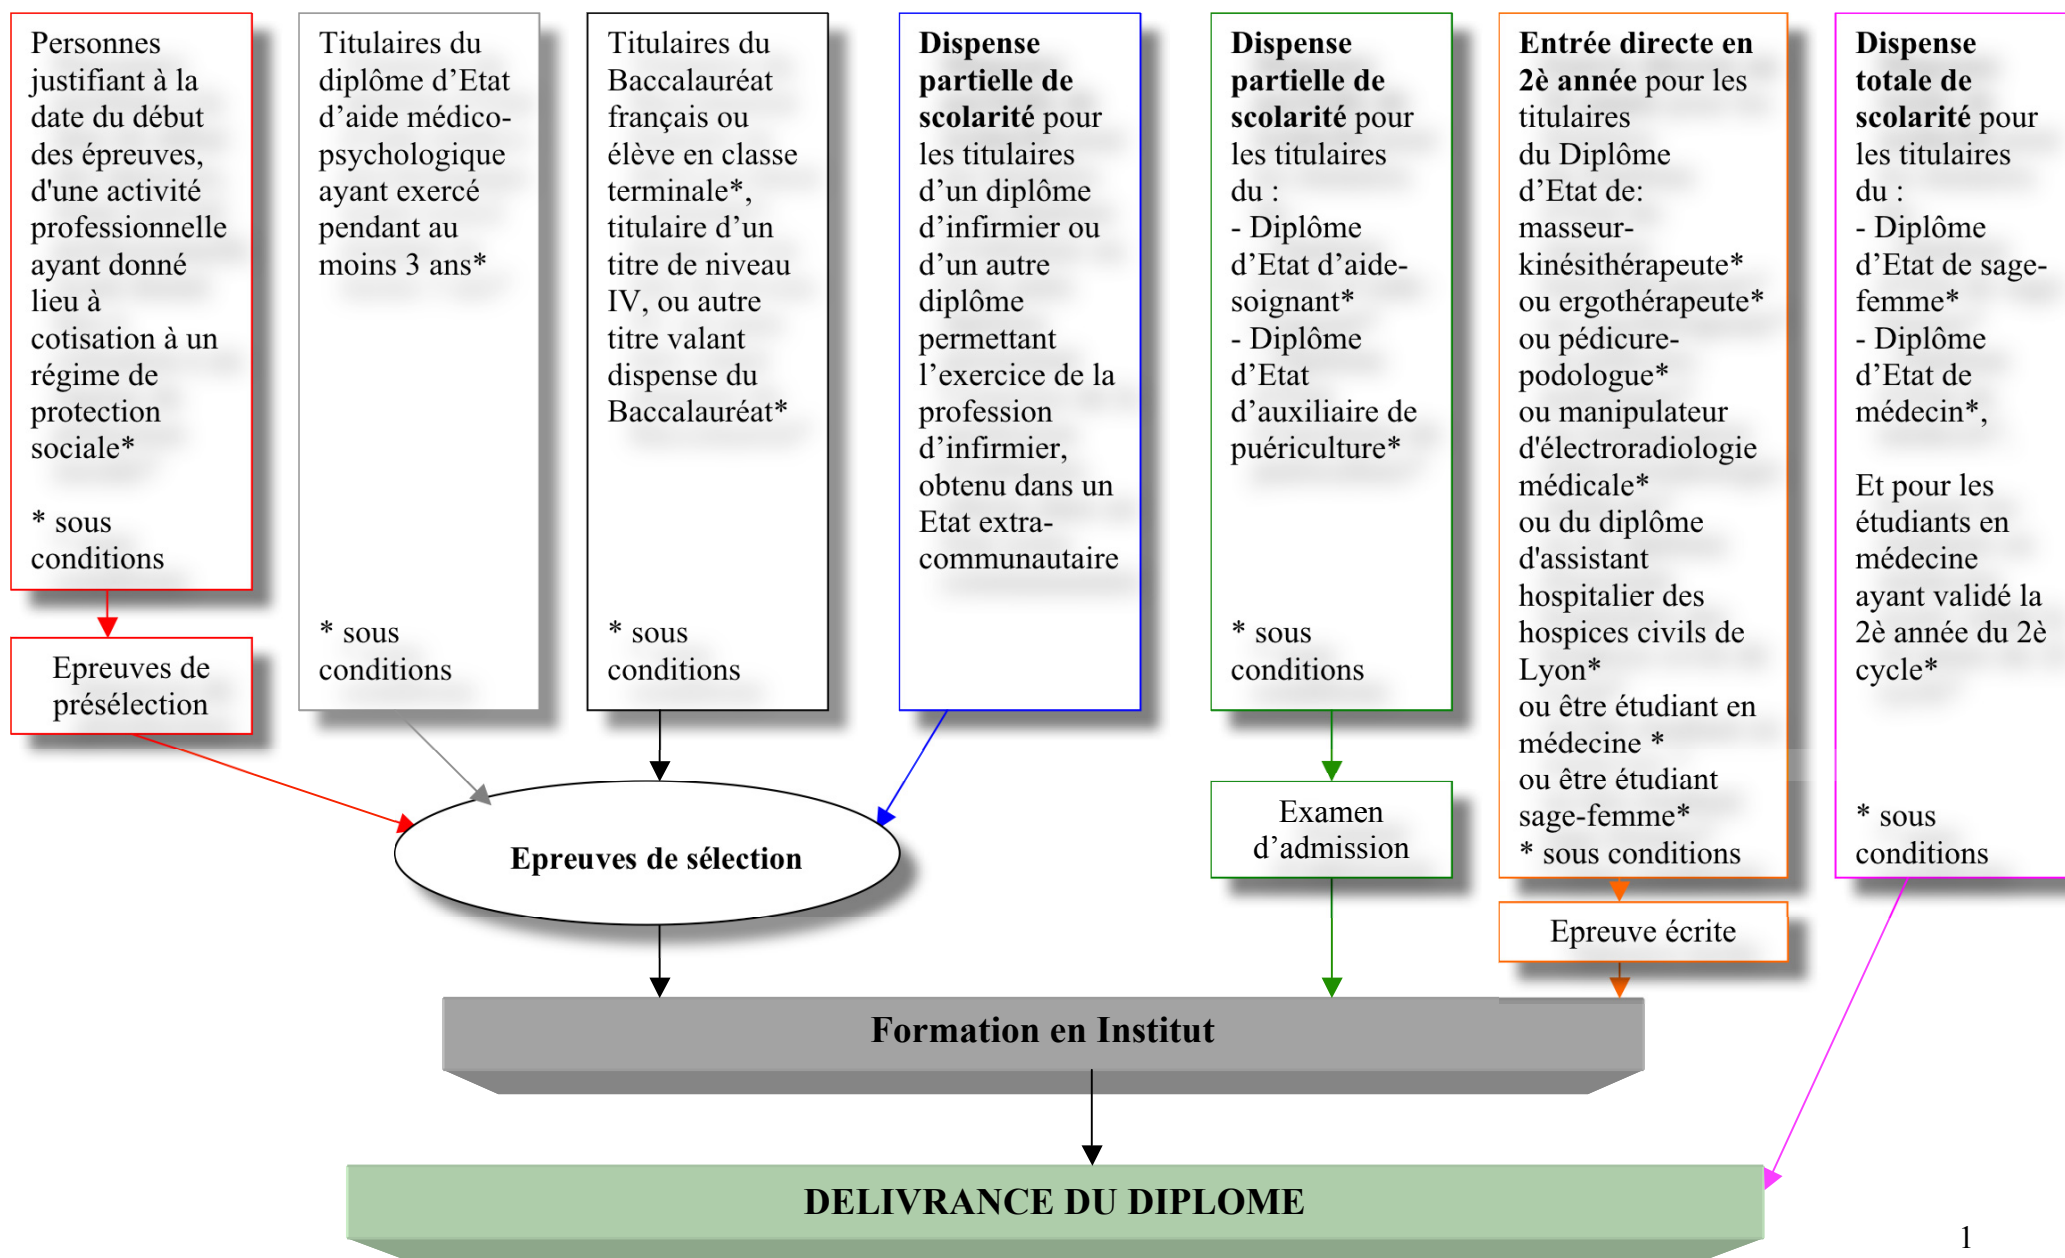 Personnes
justifiant à la
date du début
des épreuves,
d'une activité
professionnelle
ayant donné
lieu à
cotisation à un
régime de
protection
sociale*
* sous
conditions
Epreuves de
présélection
Titulaires du
diplôme d’Etat
d’aide médico-
psychologique
ayant exercé
pendant au
moins 3 ans*
* sous
conditions
Titulaires du
Baccalauréat
français ou
élève en classe
terminale*,
titulaire d’un
titre de niveau
IV, ou autre
titre valant
dispense du
Baccalauréat*
* sous
conditions
Dispense
partielle de
scolarité pour
les titulaires
d’un diplôme
d’infirmier ou
d’un autre
diplôme
permettant
l’exercice de la
profession
d’infirmier,
obtenu dans un
Etat extra-
communautaire
Dispense
partielle de
scolarité pour
les titulaires
du :
- Diplôme
d’Etat d’aide-
soignant*
- Diplôme
d’Etat
d’auxiliaire de
puériculture*
* sous
conditions
Examen
d’admission
Entrée directe en
2è année pour les
titulaires
du Diplôme
d’Etat de:
masseur-
kinésithérapeute*
ou ergothérapeute*
ou pédicure-
podologue*
ou manipulateur
d'électroradiologie
médicale*
ou du diplôme
d'assistant
hospitalier des
hospices civils de
Lyon*
ou être étudiant en
médecine *
ou être étudiant
sage-femme*
* sous conditions
Epreuve écrite
Dispense
totale de
scolarité pour
les titulaires
du :
- Diplôme
d’Etat de sage-
femme*
- Diplôme
d’Etat de
médecin*,
Et pour les
étudiants en
médecine
ayant validé la
2è année du 2è
cycle*
* sous
conditions
Epreuves de sélection
Formation en Institut
DELIVRANCE DU DIPLOME
1